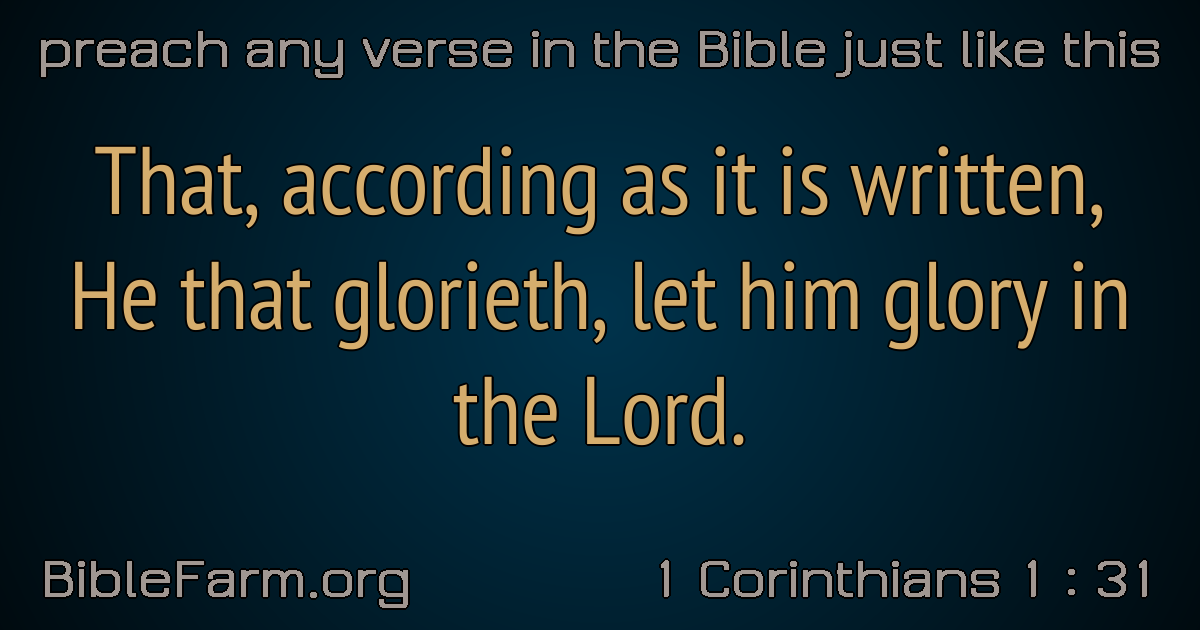 preach any verse in the Bible just like this
That, according as it is written,
He that glorieth, let him glory in
the Lord.
BibleFarm.org
1 Corinthians 1 : 31